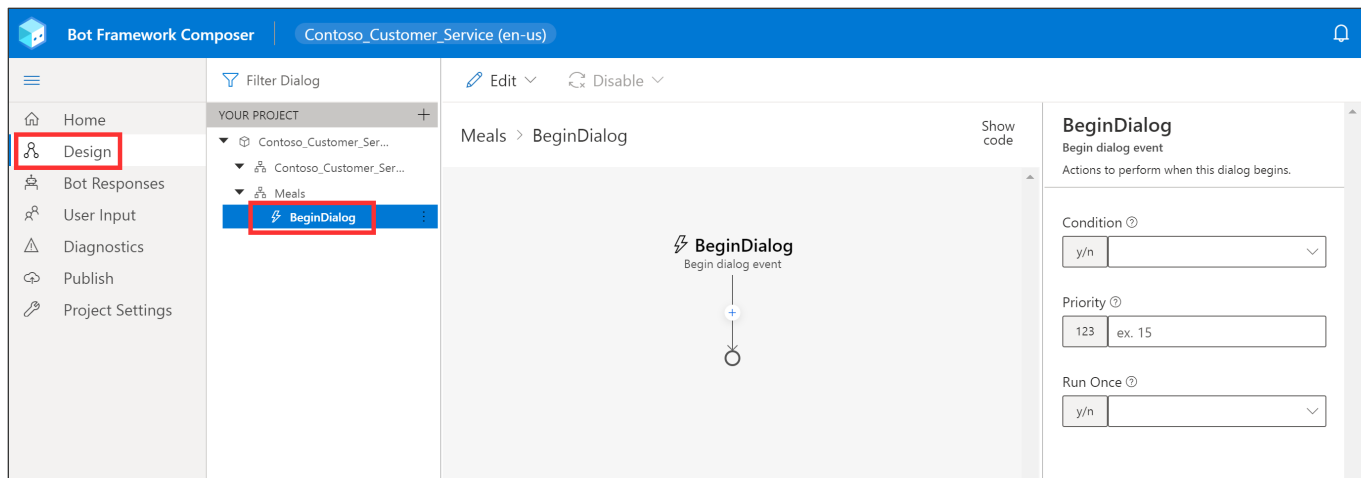 Bot Framework Composer
Contoso_Customer_Service (en-us)
Filter Dialog
Edit
Disable
Home
Design
Bot Responses
User Input
Diagnostics
Publish
Project Settings
YOUR PROJECT
Contoso_Customer_Ser...
Contoso_Customer_Ser...
Meals
BeginDialog
Meals > BeginDialog
Show
code
BeginDialog
Begin dialog event
BeginDialog
Begin dialog event
Actions to perform when this dialog begins.
Condition
y/n
Priority
123 ex. 15
Run Once
y/n